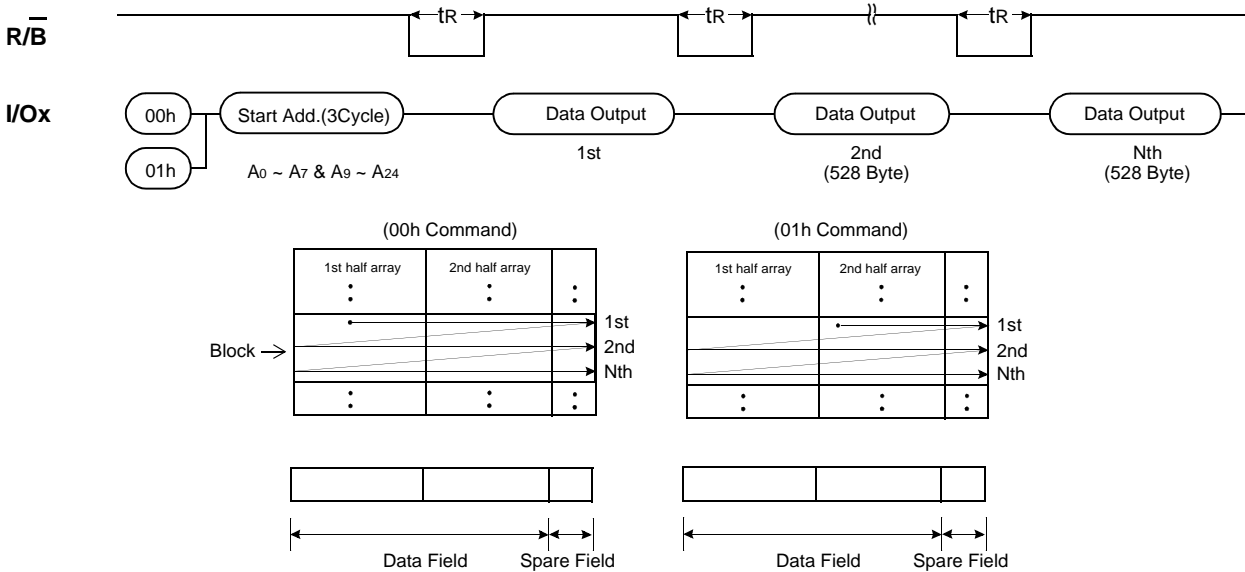 R/B tR tR tR
I/Ox 00h Start Add.(3Cycle) Data Output Data Output Data Output
01h A0 ~ A7 & A9 ~ A24 1st 2nd Nth
(528 Byte) (528 Byte)
(00h Command) (01h Command)
1st half array 2nd half array 1st half array 2nd half array
1st 1st
Block 2nd 2nd
Nth Nth
Data Field Spare Field Data Field Spare Field